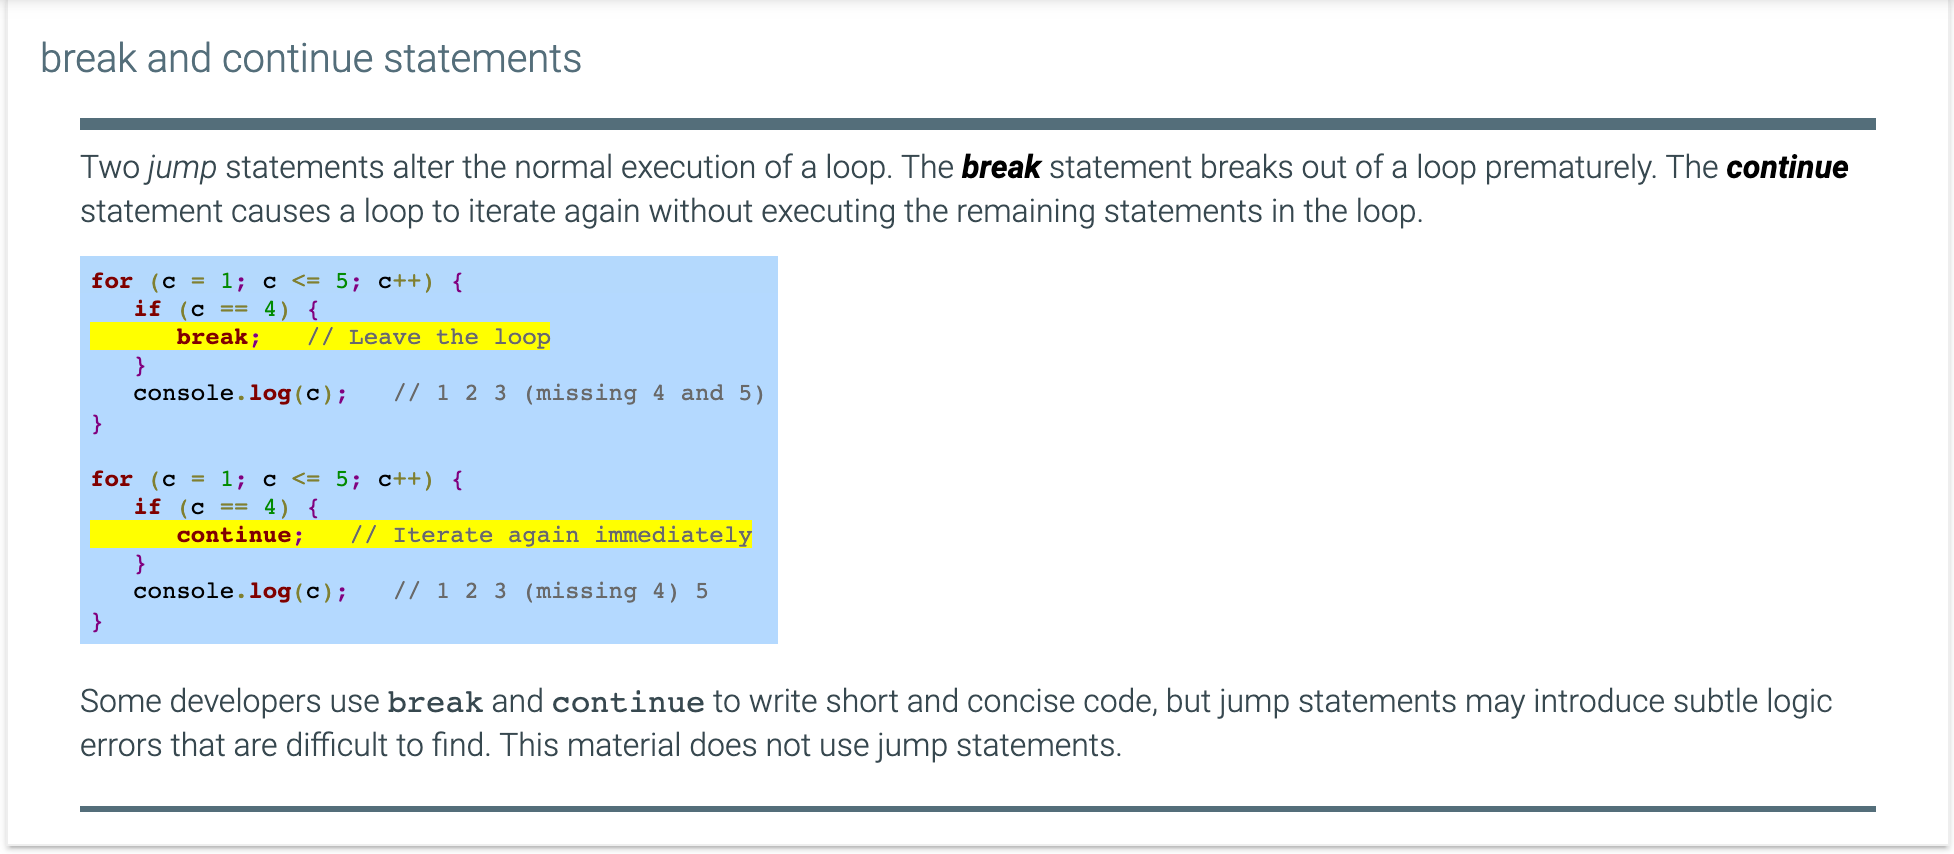 break and continue statements
Two jump statements alter the normal execution of a loop. The break statement breaks out of a loop prematurely. The continue
statement causes a loop to iterate again without executing the remaining statements in the loop.
for (c = 1; c <= 5; c++) {
   if (c == 4) {
      break;   // Leave the loop
   }
   console.log(c);   // 1 2 3 (missing 4 and 5)
}
for (c = 1; c <= 5; c++) {
   if (c == 4) {
      continue;   // Iterate again immediately
   }
   console.log(c);   // 1 2 3 (missing 4) 5
}
Some developers use break and continue to write short and concise code, but jump statements may introduce subtle logic
errors that are difficult to find. This material does not use jump statements.